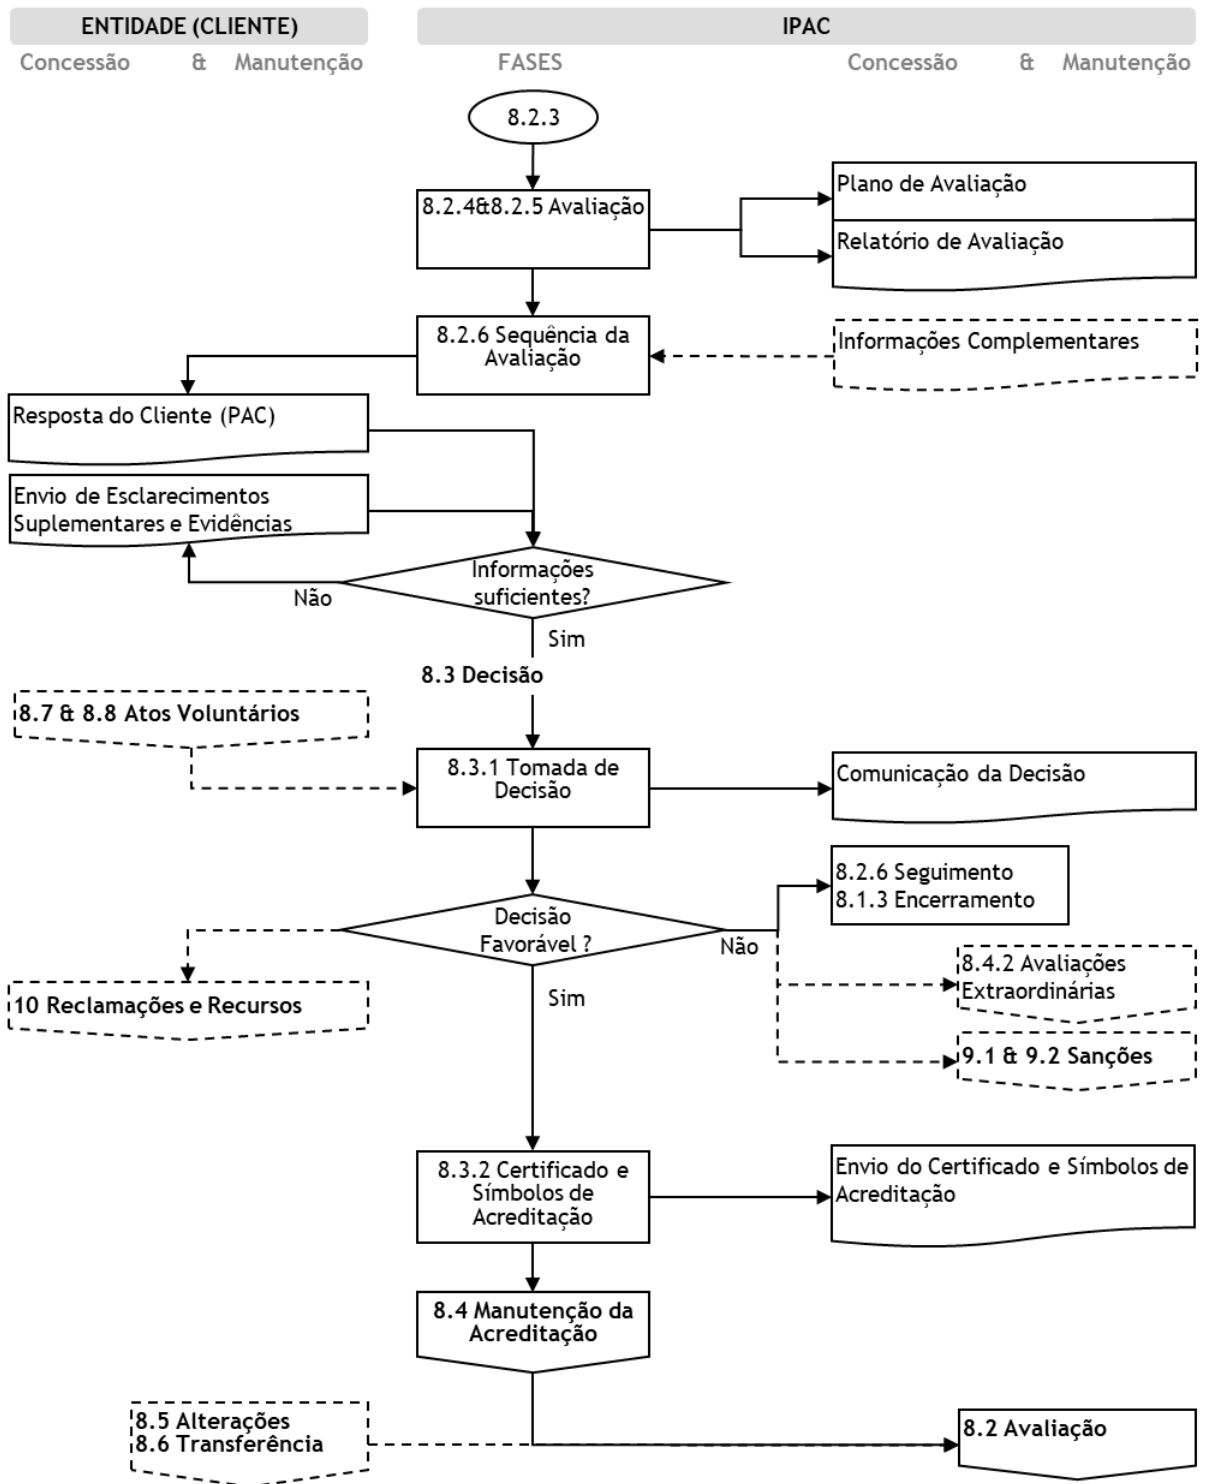 ENTIDADE (CLIENTE)
IPAC
Concessão & Manutenção
FASES
Concessão & Manutenção
8.2.3
8.2.4&8.2.5 Avaliação
Plano de Avaliação
Relatório de Avaliação
8.2.6 Sequência da
Avaliação
Informações Complementares
Resposta do Cliente (PAC)
Envio de Esclarecimentos
Suplementares e Evidências
Informações
suficientes?
Não
Sim
8.3 Decisão
8.7 & 8.8 Atos Voluntários
8.3.1 Tomada de
Decisão
Comunicação da Decisão
8.2.6 Seguimento
8.1.3 Encerramento
Decisão
Favorável ?
Não
8.4.2 Avaliações
Extraordinárias
10 Reclamações e Recursos
Sim
9.1 & 9.2 Sanções
8.3.2 Certificado e
Símbolos de
Acreditação
Envio do Certificado e Símbolos de
Acreditação
8.4 Manutenção da
Acreditação
8.5 Alterações
8.6 Transferência
8.2 Avaliação